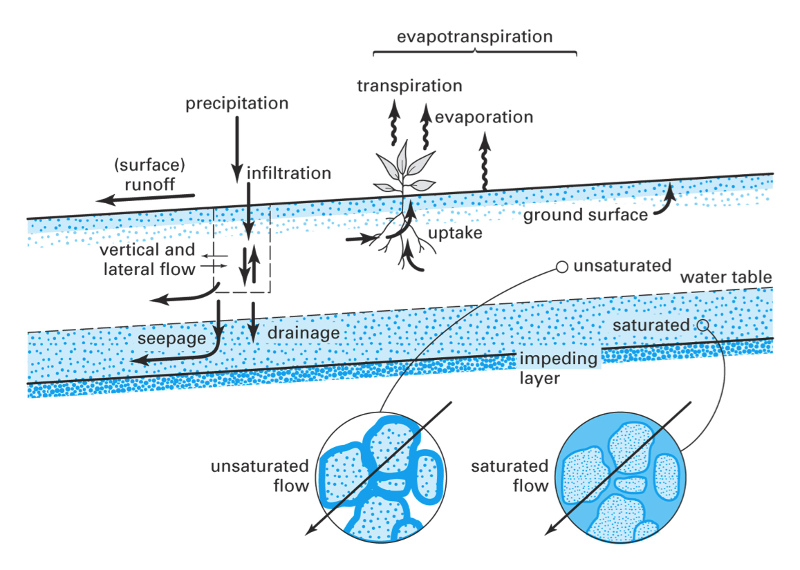 evapotranspiration
transpiration
precipitation
evaporation
(surface)
runoff
infiltration
ground surface
uptake
vertical and
lateral flow
unsaturated
water table
saturated
seepage
drainage
impeding
layer
unsaturated
flow
saturated
flow